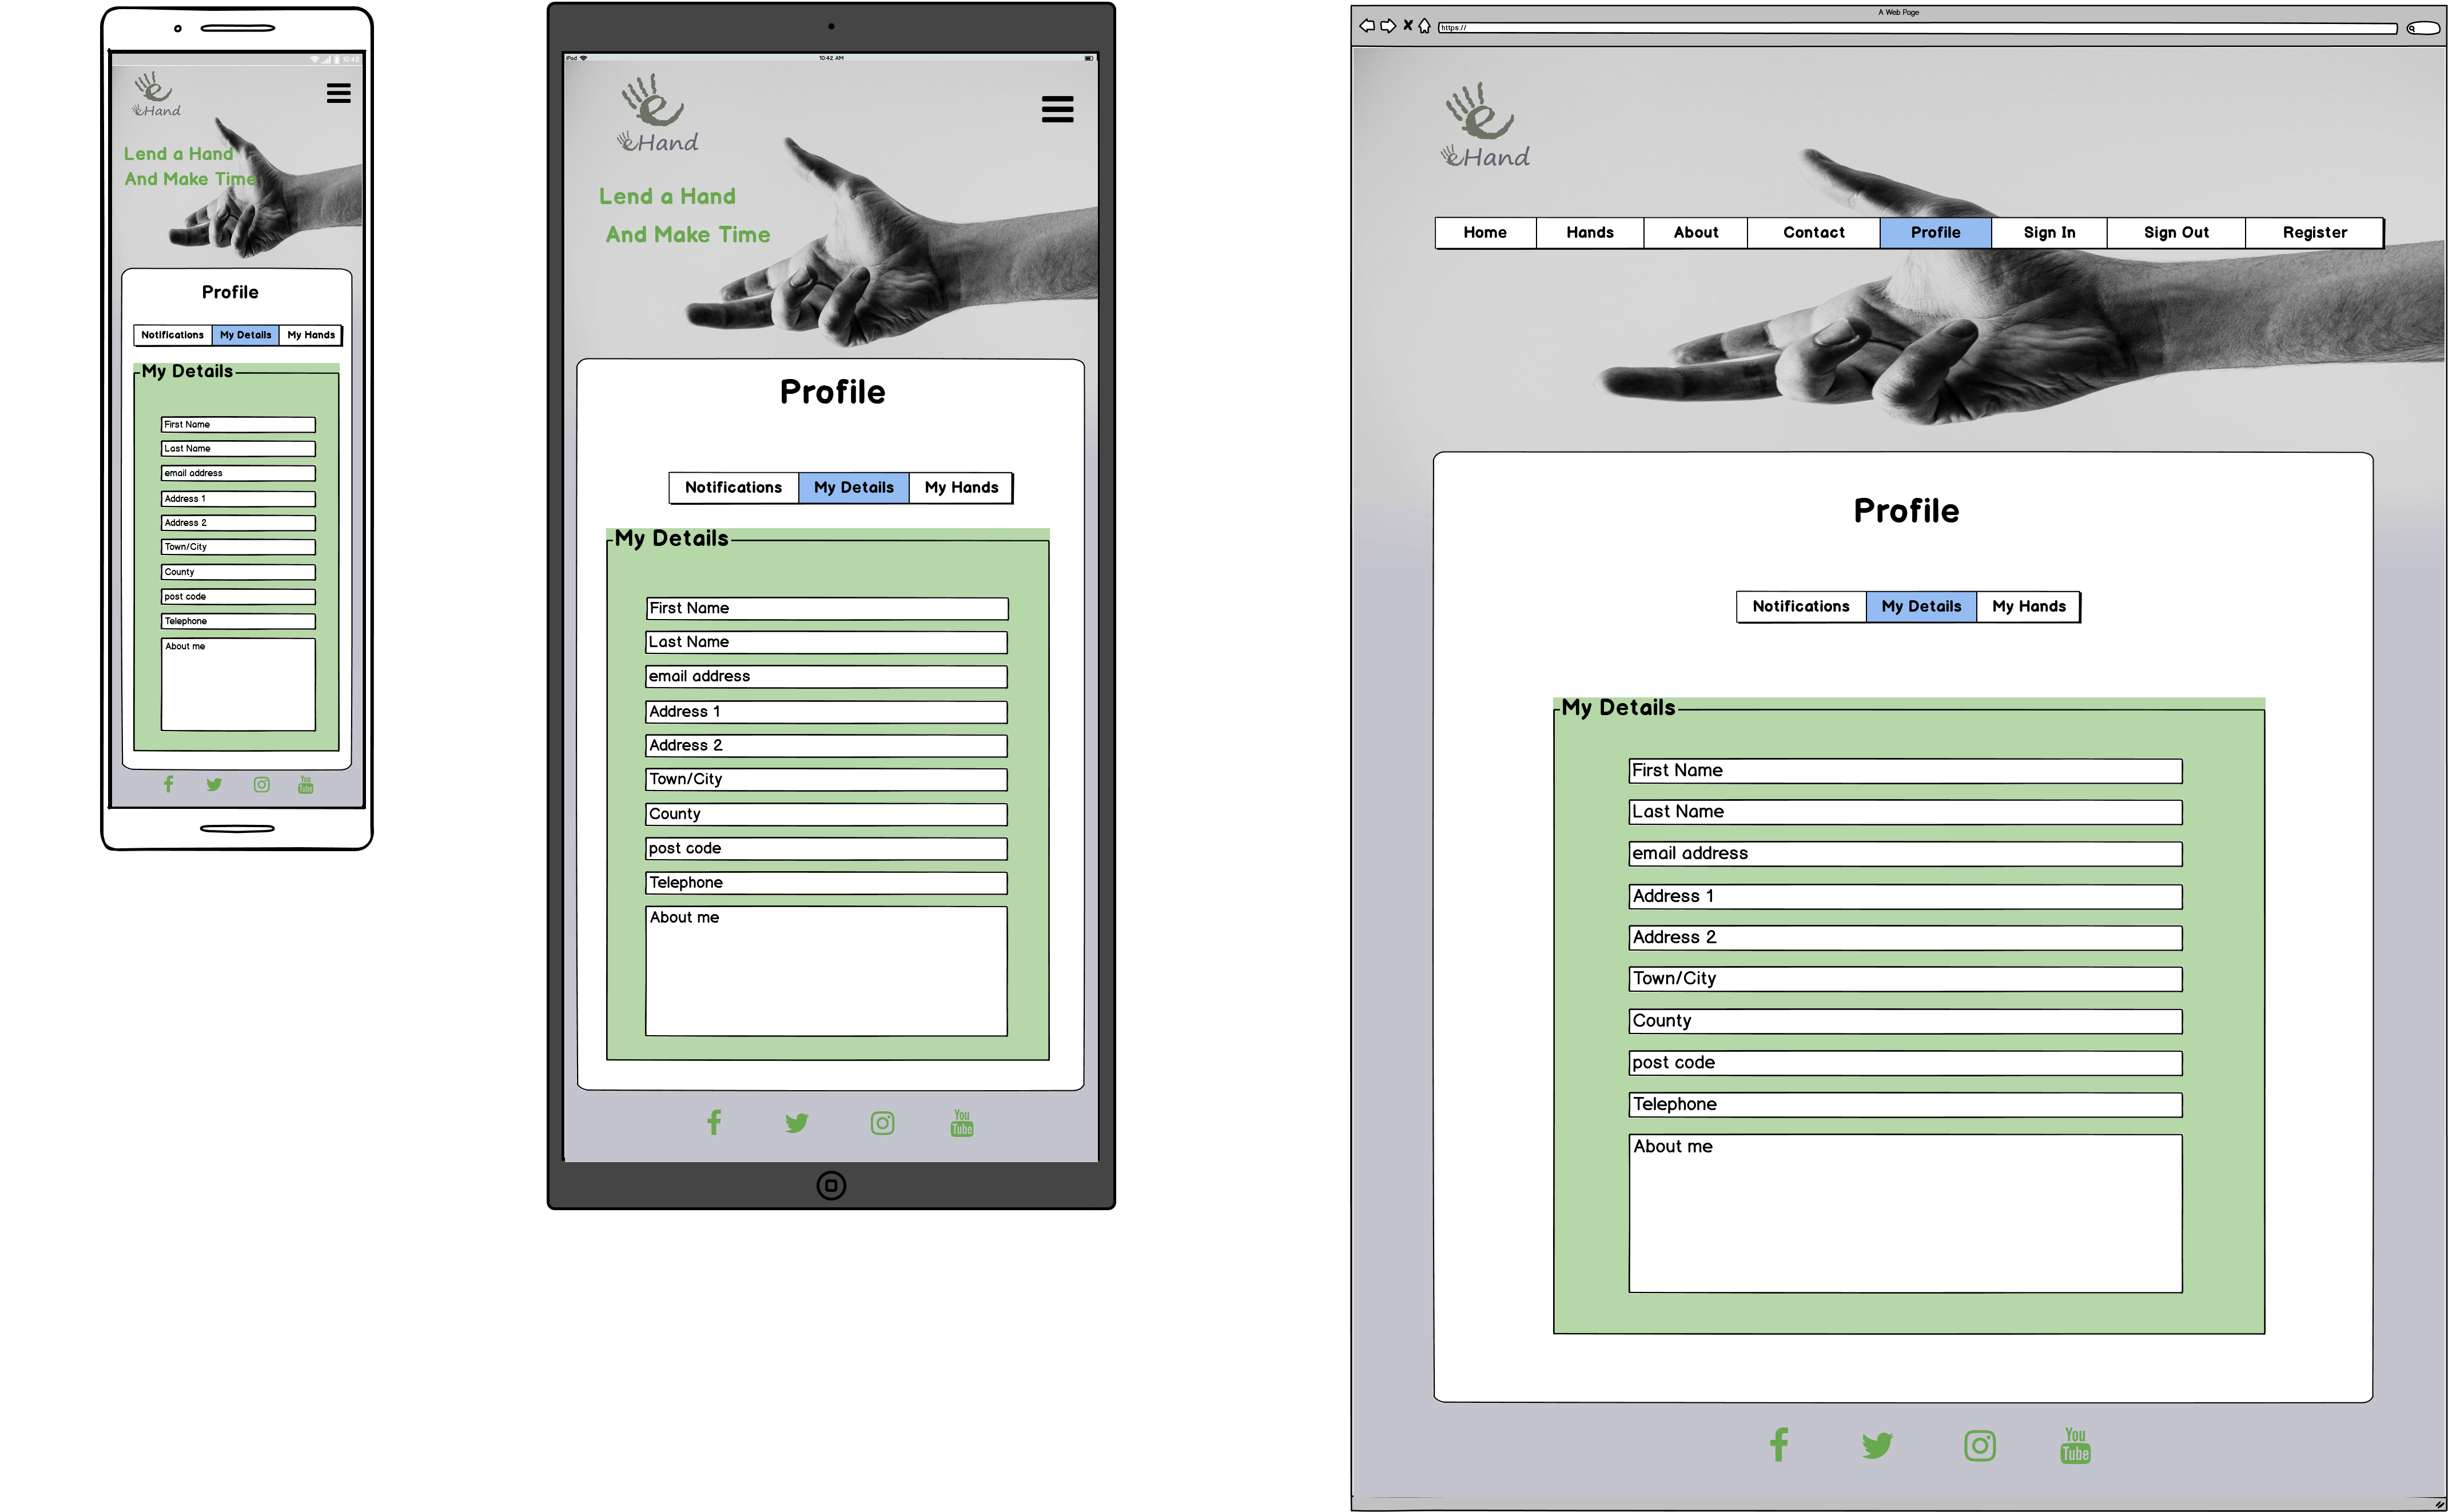 10:42
eHand
Lend a Hand
And Make Time
Profile
Notifications My Details My Hands
My Details
First Name
Last Name
email address
Address 1
Address 2
Town/City
County
post code
Telephone
About me
You
Tube
iPad 10:42 AM
eHand
Lend a Hand
And Make Time
Profile
Notifications My Details My Hands
My Details
First Name
Last Name
email address
Address 1
Address 2
Town/City
County
post code
Telephone
About me
You
Tube
A Web Page
https://
eHand
Home Hands About Contact Profile Sign In Sign Out Register
Profile
Notifications My Details My Hands
My Details
First Name
Last Name
email address
Address 1
Address 2
Town/City
County
post code
Telephone
About me
You
Tube